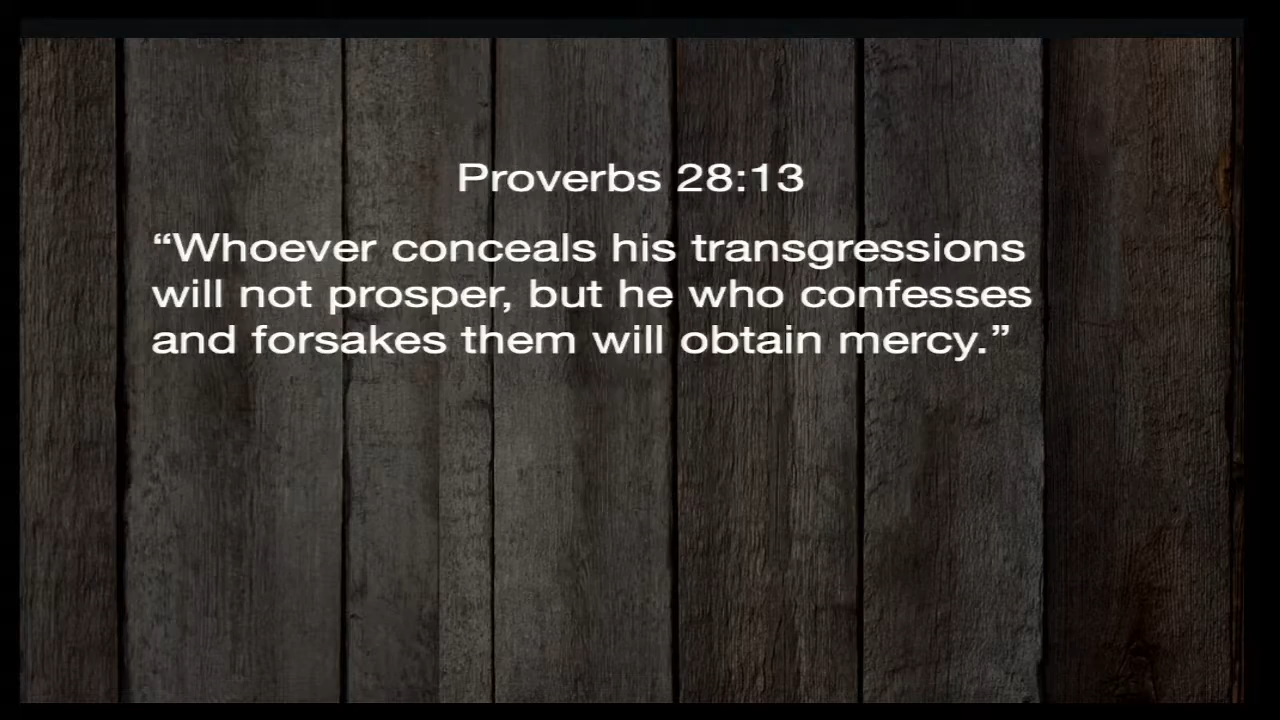 Proverbs 28:13
“Whoever conceals his transgressions
will not prosper, but he who confesses
and forsakes them will obtain mercy.”